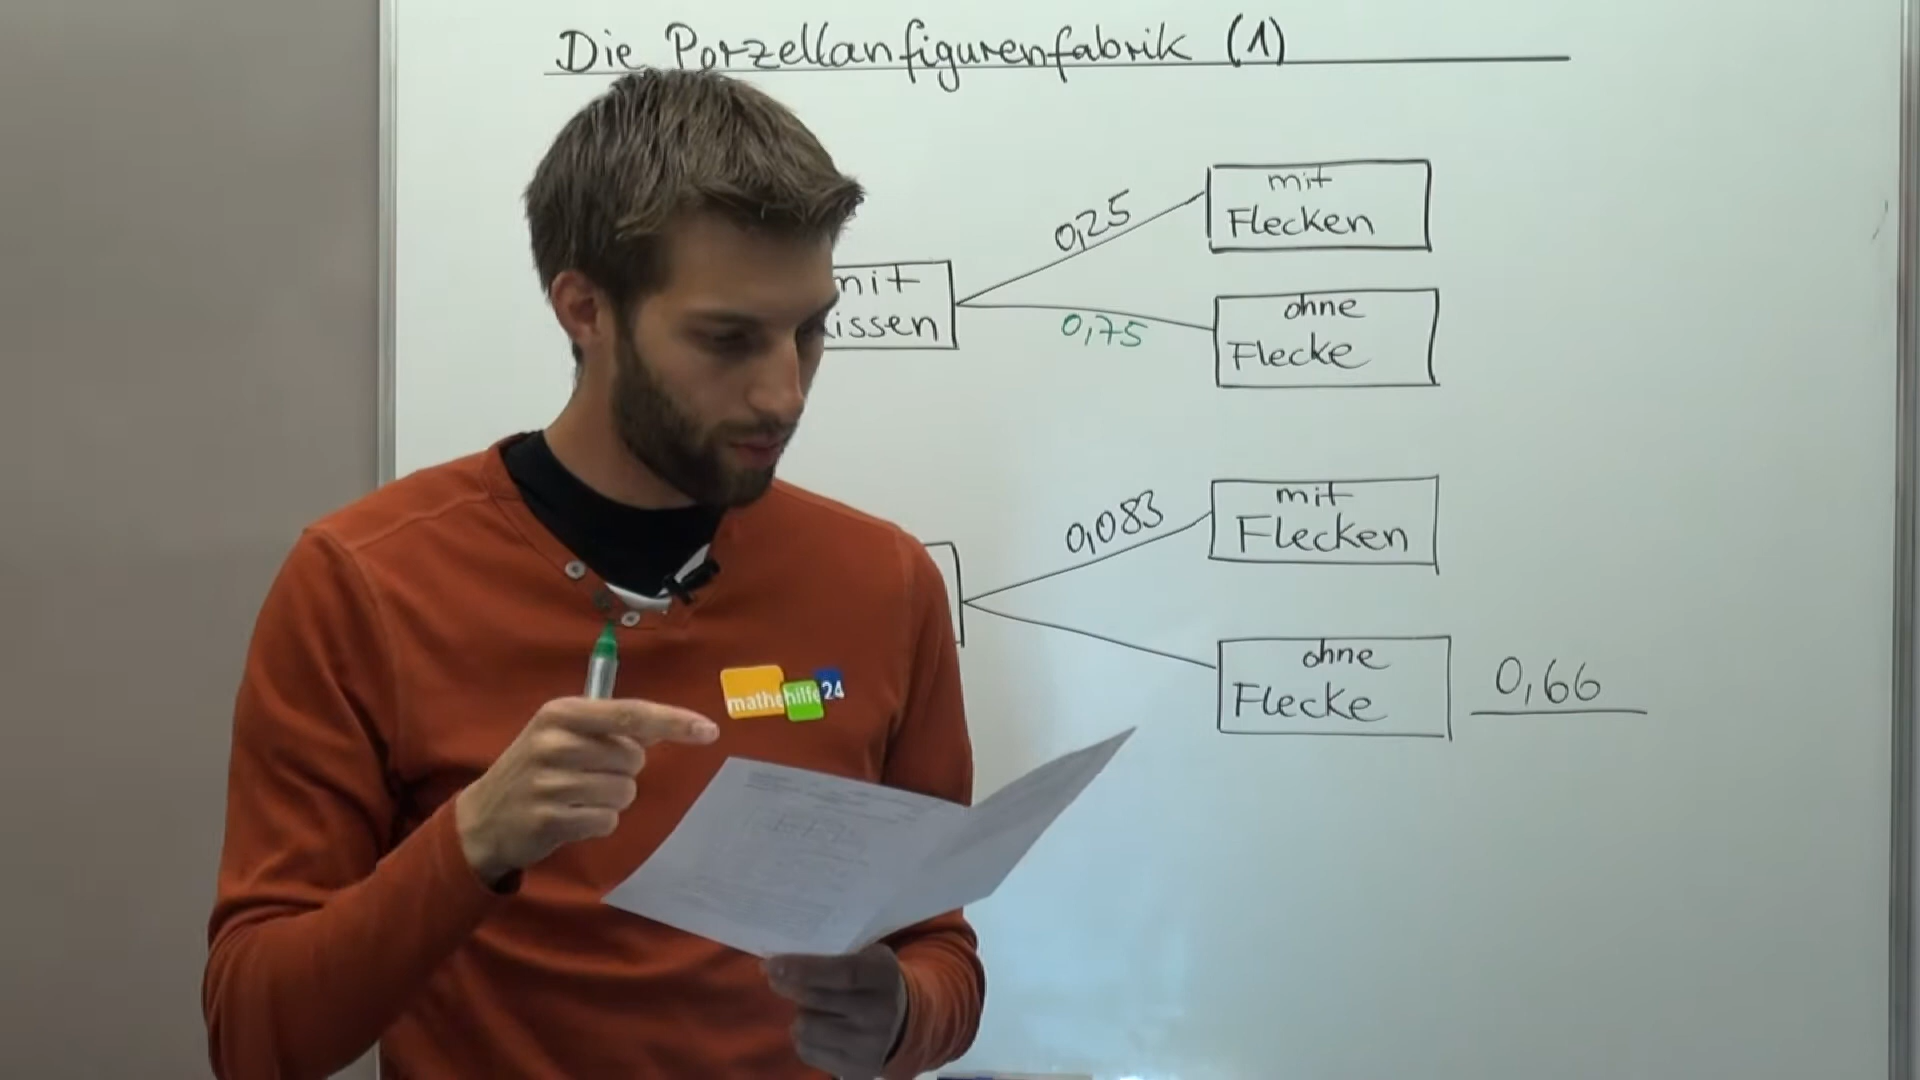 Die Porzellanfigurenfabrik (1)
mit
Flecken
0,25
mit
0,75
ohne
Flecke
0,083
mit
Flecken
ohne
Flecke
0,66
mathehilfe24